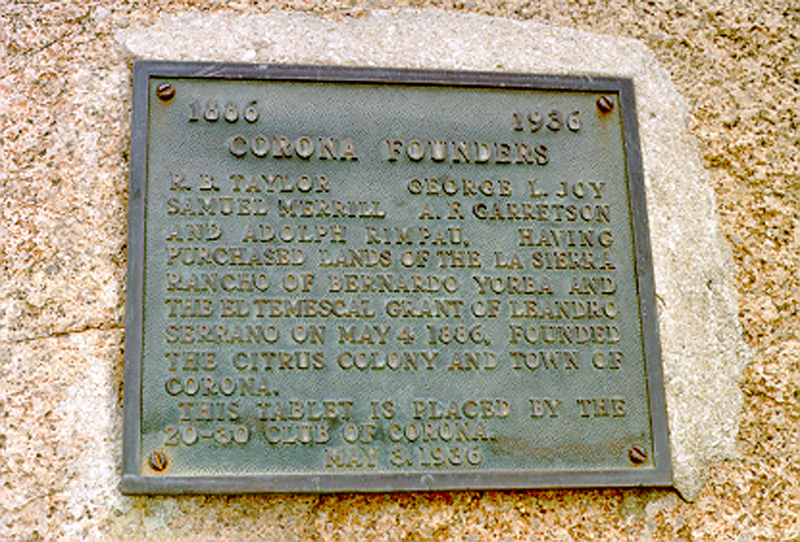 1886 1936
CORONA FOUNDERS
R. B. TAYLOR GEORGE L. JOY
SAMUEL MERRILL A. F. GARRETSON
AND ADOLPH RIMPAU, HAVING
PURCHASED LANDS OF THE LA SIERRA
RANCHO OF BERNARDO YORBA AND
THE EL TEMESCAL GRANT OF LEANDRO
SERRANO ON MAY 4 1886, FOUNDED
THE CITRUS COLONY AND TOWN OF
CORONA.
THIS TABLET IS PLACED BY THE
20-30 CLUB OF CORONA.
MAY 3, 1936